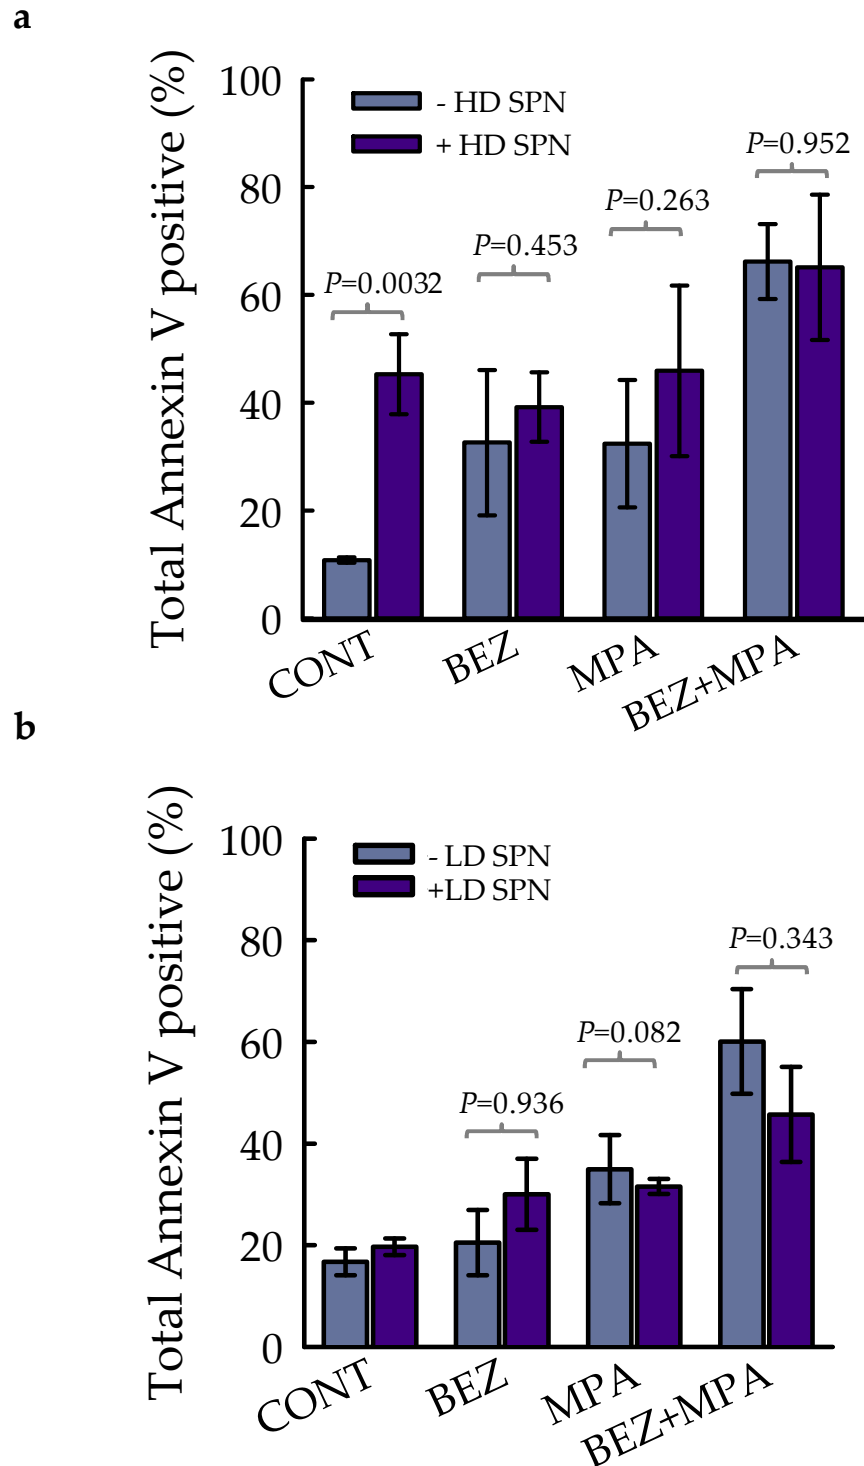 a
Total Annexin V positive (%)
100
80
60
40
20
0
- HD SPN
+ HD SPN
P=0.0032
P=0.453
P=0.263
P=0.952
CONT
BEZ
MPA
BEZ+MPA
b
Total Annexin V positive (%)
100
80
60
40
20
0
- LD SPN
+LD SPN
P=0.936
P=0.082
P=0.343
CONT
BEZ
MPA
BEZ+MPA